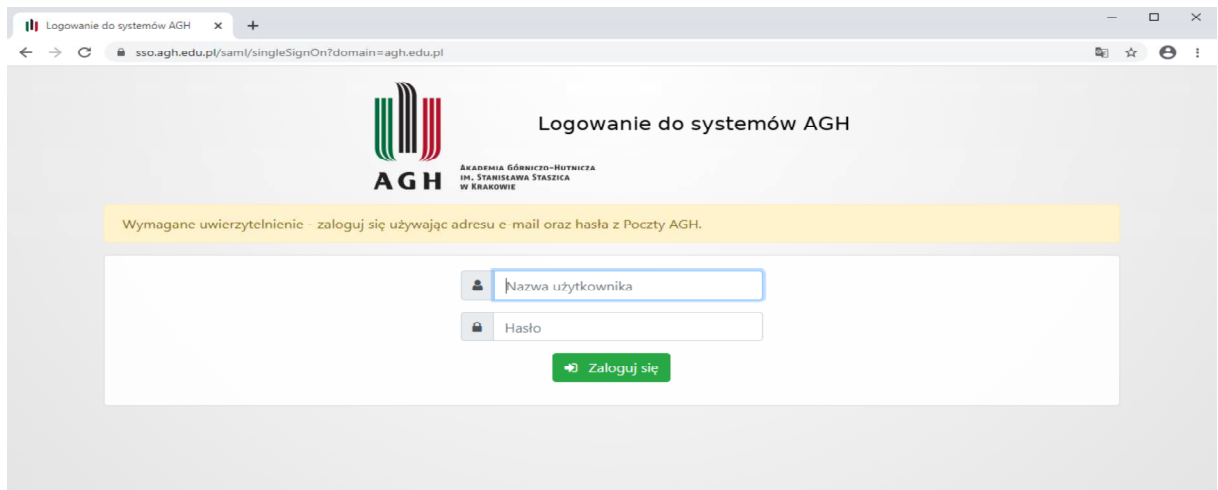 Logowanie do systemów AGH
sso.agh.edu.pl/saml/singleSignOn?domain=agh.edu.pl
Logowanie do systemów AGH
AGH
Akademia Górniczo-Hutnicza
im. Stanisława Staszica
w Krakowie
Wymagane uwierzytelnienie - zaloguj się używając adresu e-mail oraz hasła z Poczty AGH.
Nazwa użytkownika
Hasło
Zaloguj się